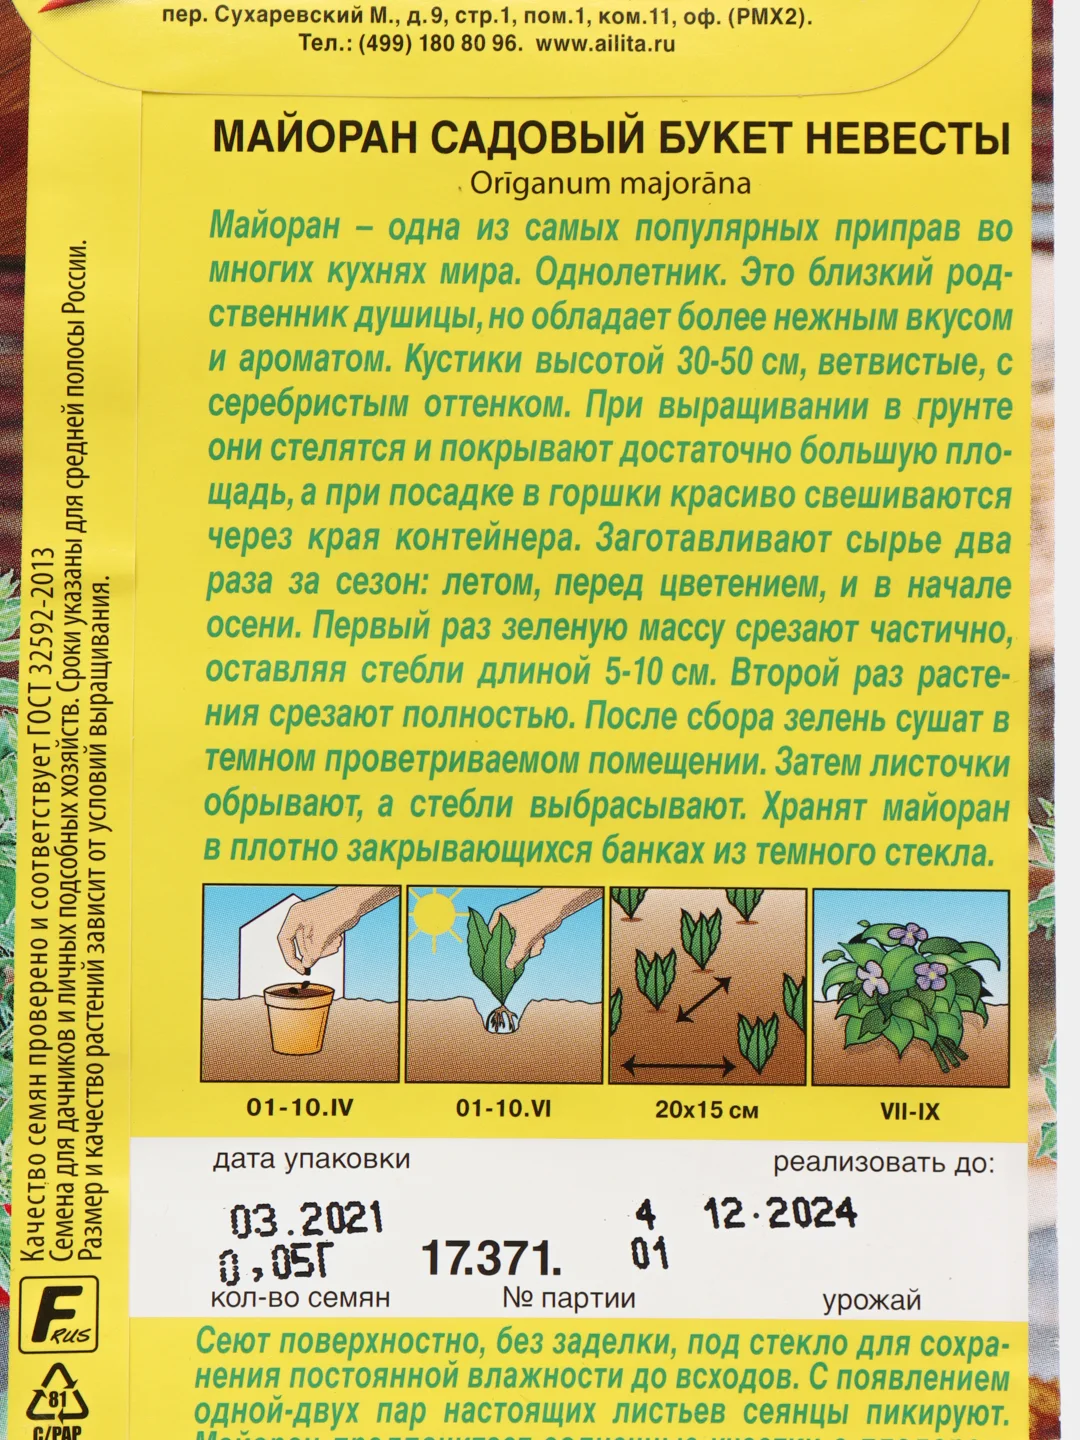 пер. Сухаревский М., д.9, стр.1, пом.1, ком.11, оф. (РМХ2).
Тел.: (499) 180 80 96. www.ailita.ru
МАЙОРАН САДОВЫЙ БУКЕТ НЕВЕСТЫ
Orīganum majorāna
Майоран – одна из самых популярных приправ во
многих кухнях мира. Однолетник. Это близкий род-
ственник душицы, но обладает более нежным вкусом
и ароматом. Кустики высотой 30-50 см, ветвистые, с
серебристым оттенком. При выращивании в грунте
они стелятся и покрывают достаточно большую пло-
щадь, а при посадке в горшки красиво свешиваются
через края контейнера. Заготавливают сырье два
раза за сезон: летом, перед цветением, и в начале
осени. Первый раз зеленую массу срезают частично,
оставляя стебли длиной 5-10 см. Второй раз расте-
ния срезают полностью. После сбора зелень сушат в
темном проветриваемом помещении. Затем листочки
обрывают, а стебли выбрасывают. Хранят майоран
в плотно закрывающихся банках из темного стекла.
01-10.IV
01-10.VI
20х15 см
VII-IX
дата упаковки
реализовать до:
03.2021
4 12.2024
0,05Г
17.371.
01
кол-во семян
№ партии
урожай
Сеют поверхностно, без заделки, под стекло для сохра-
нения постоянной влажности до всходов. С появлением
одной-двух пар настоящих листьев сеянцы пикируют.
Качество семян проверено и соответствует ГОСТ 32592-2013
Семена для дачников и личных подсобных хозяйств. Сроки указаны для средней полосы России.
Размер и качество растений зависит от условий выращивания.
F RUS
81
C/PAP